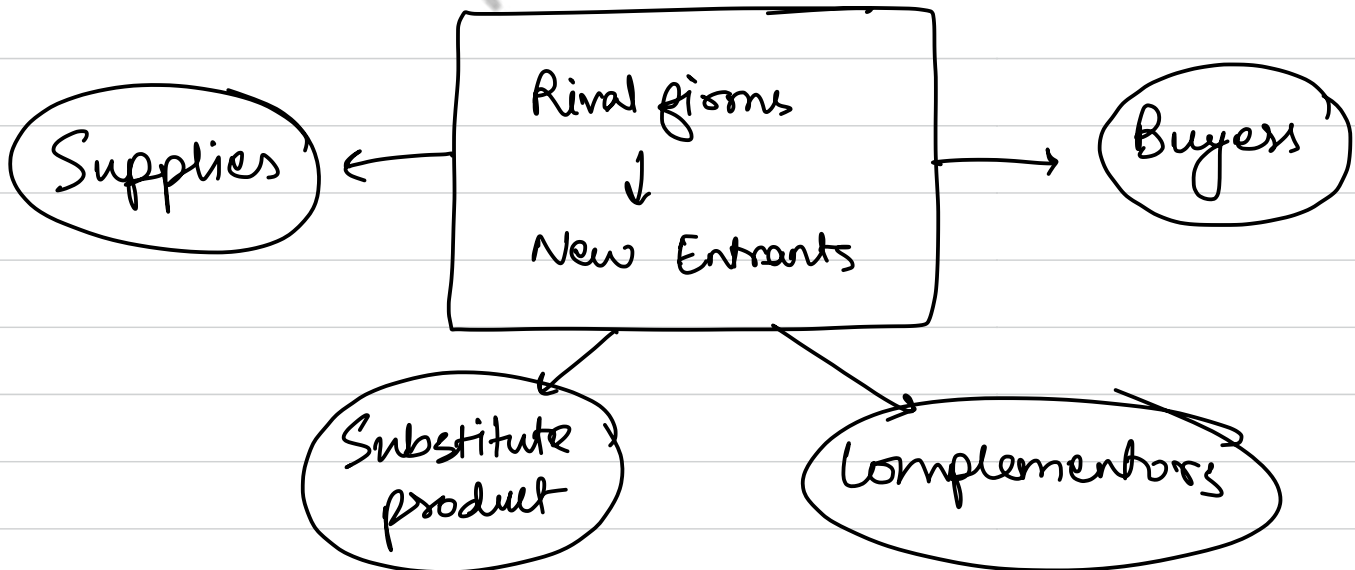 Rival firms
Supplies
Buyers
New Entrants
Substitute
product
Complementors